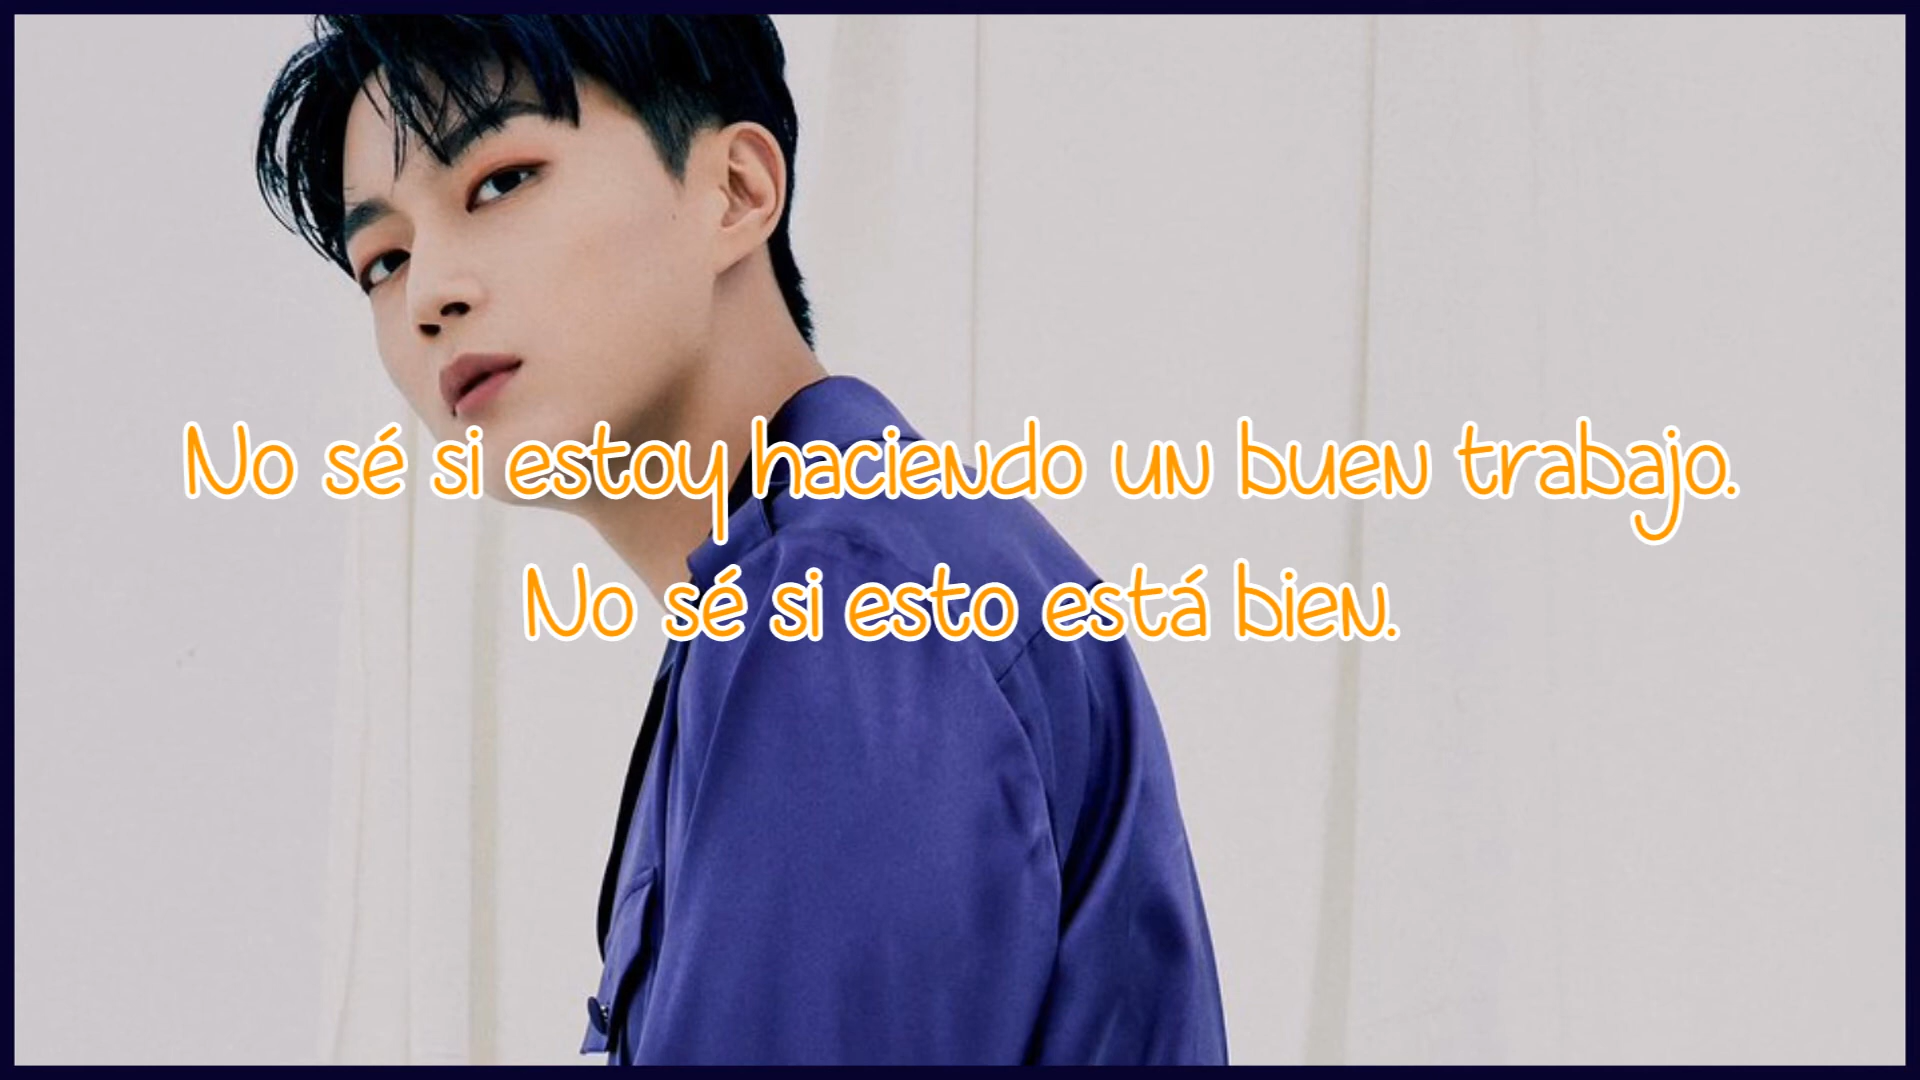 No sé si estoy haciendo un buen trabajo.
No sé si esto está bien.